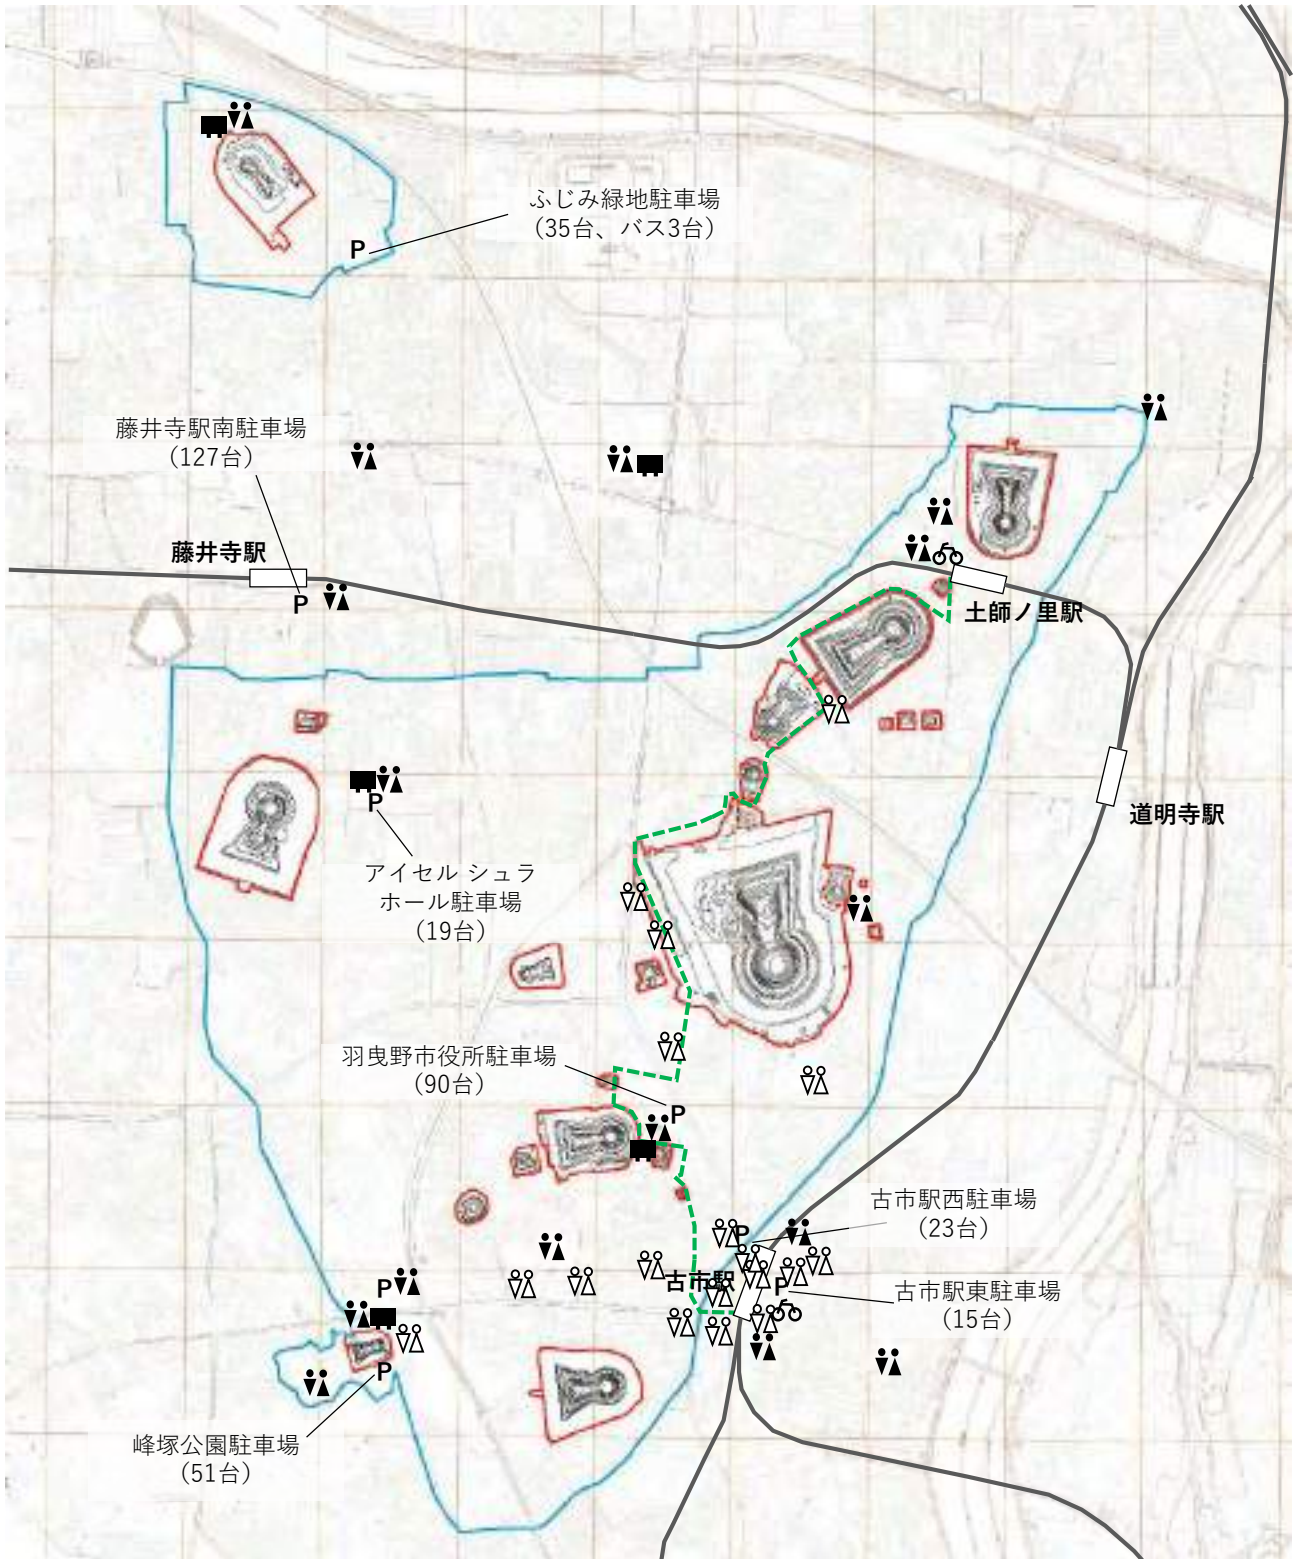 ふじみ緑地駐車場
（35台、バス3台）
P
藤井寺駅南駐車場
（127台）
藤井寺駅
P
土師ノ里駅
道明寺駅
P
アイセル シュラ
ホール駐車場
（19台）
羽曳野市役所駐車場
（90台）
P
古市駅西駐車場
（23台）
P
古市駅
P
古市駅東駐車場
（15台）
P
P
峰塚公園駐車場
（51台）